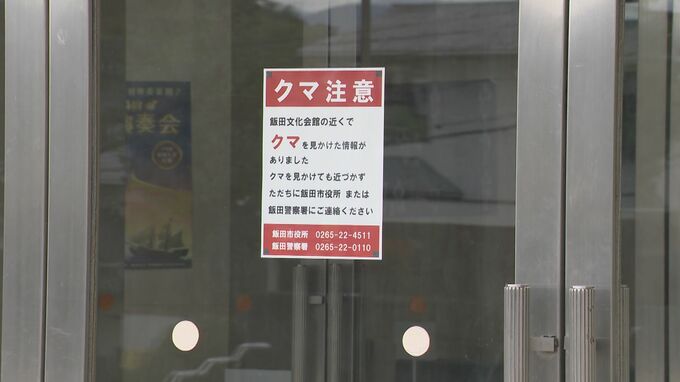 クマ注意
飯田文化会館の近くで
クマを見かけた情報が
ありました
クマを見かけても近づかず
ただちに飯田市役所 または
飯田警察署にご連絡ください
飯田市役所 0265-22-4511
飯田警察署 0265-22-0110
奏会